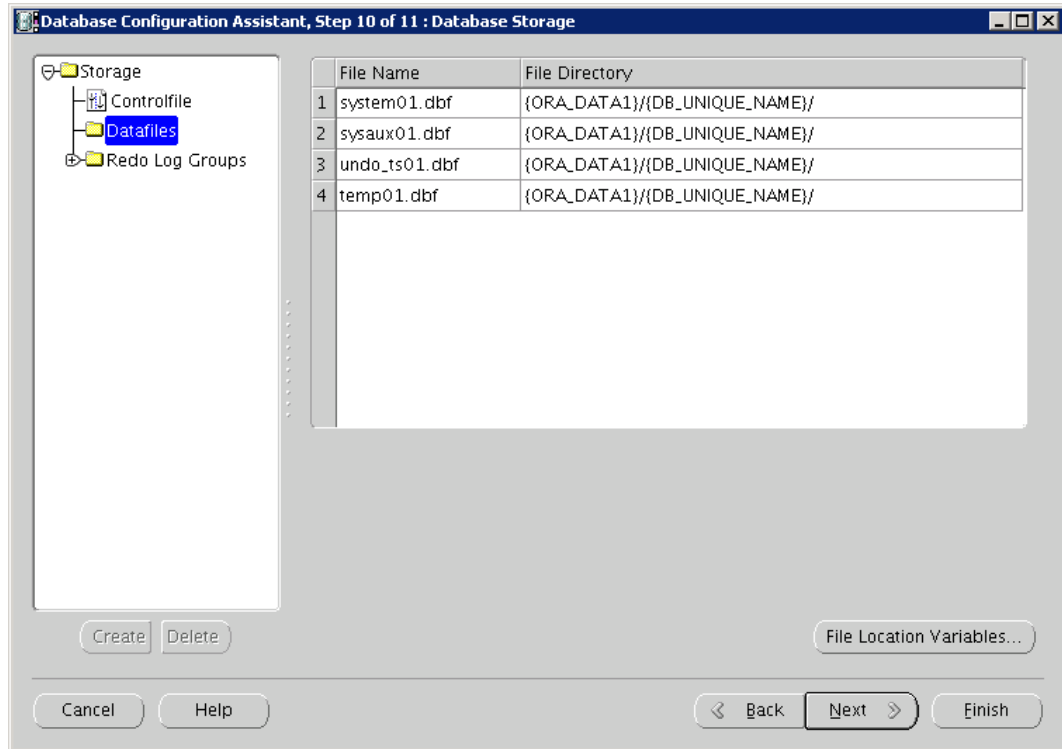 Database Configuration Assistant, Step 10 of 11 : Database Storage
Storage
Controlfile
Datafiles
Redo Log Groups
File Name File Directory
1 system01.dbf {ORA_DATA1}/{DB_UNIQUE_NAME}/
2 sysaux01.dbf {ORA_DATA1}/{DB_UNIQUE_NAME}/
3 undo_ts01.dbf {ORA_DATA1}/{DB_UNIQUE_NAME}/
4 temp01.dbf {ORA_DATA1}/{DB_UNIQUE_NAME}/
Create Delete
File Location Variables...
Cancel Help Back Next Finish